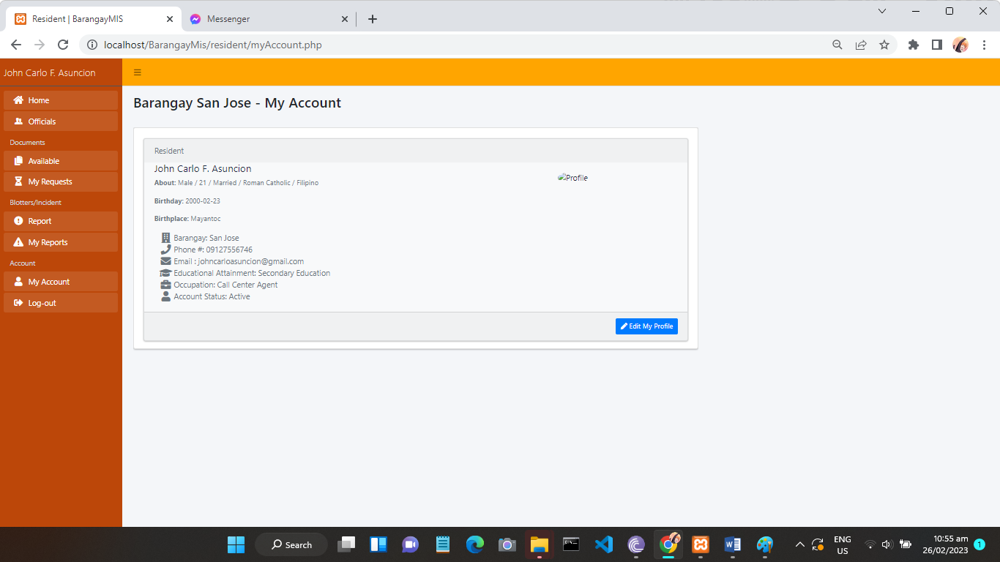 Resident | BarangayMIS
Messenger
localhost/BarangayMis/resident/myAccount.php
John Carlo F. Asuncion
Home
Officials
Documents
Available
My Requests
Blotters/Incident
Report
My Reports
Account
My Account
Log-out
Barangay San Jose - My Account
Resident
John Carlo F. Asuncion
About: Male / 21 / Married / Roman Catholic / Filipino
Profile
Birthday: 2000-02-23
Birthplace: Mayantoc
Barangay: San Jose
Phone #: 09127556746
Email : johncarloasuncion@gmail.com
Educational Attainment: Secondary Education
Occupation: Call Center Agent
Account Status: Active
Edit My Profile
Search
ENG
US
10:55 am
26/02/2023
1